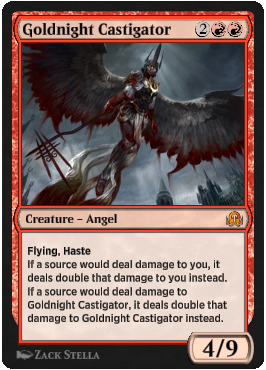 Goldnight Castigator 2
Creature – Angel
Flying, Haste
If a source would deal damage to you, it
deals double that damage to you instead.
If a source would deal damage to
Goldnight Castigator, it deals double that
damage to Goldnight Castigator instead.
Zack Stella
4/9